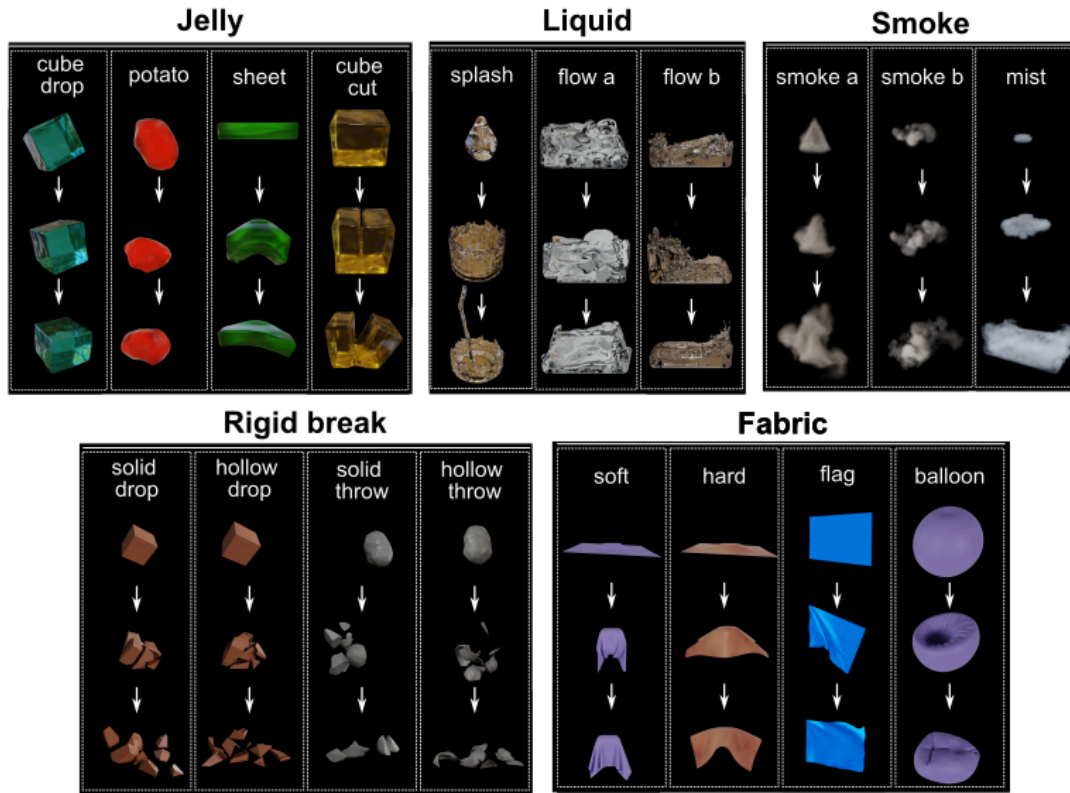 Jelly
cube
drop
potato
sheet
cube
cut
Liquid
splash
flow a
flow b
Smoke
smoke a
smoke b
mist
Rigid break
solid
drop
hollow
drop
solid
throw
hollow
throw
Fabric
soft
hard
flag
balloon